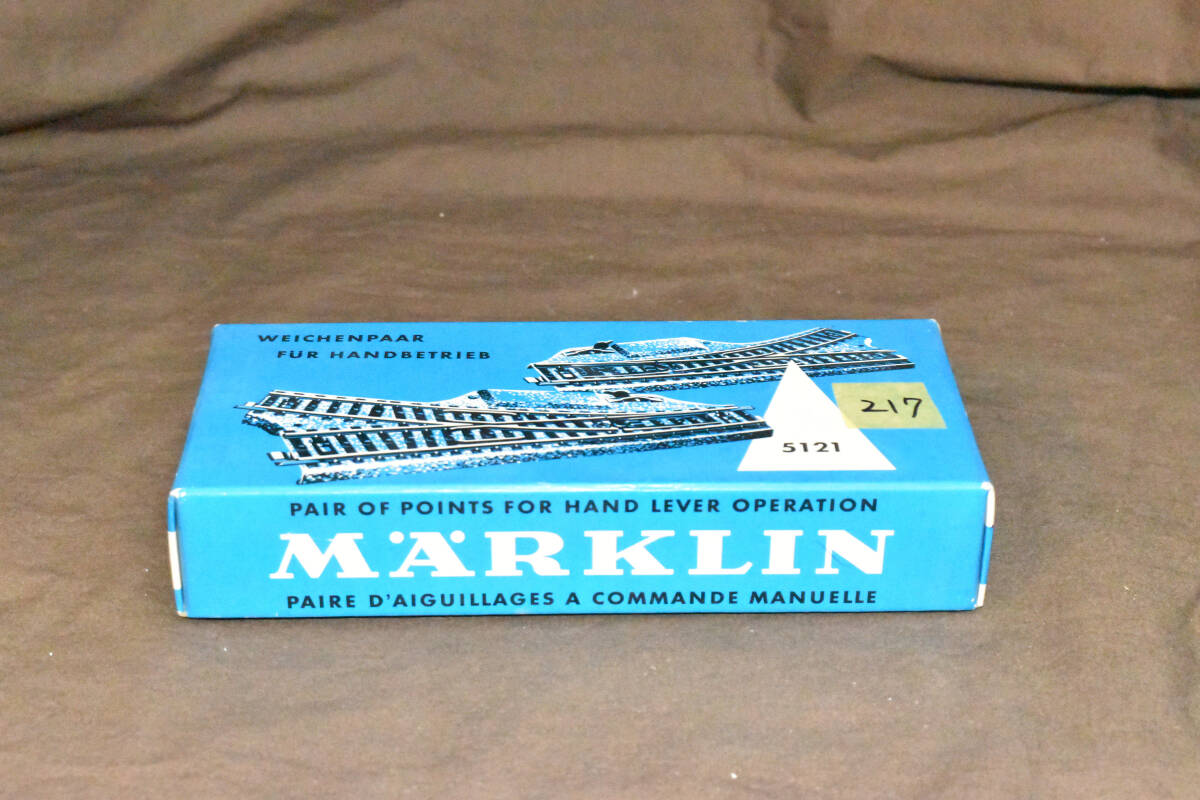 WEICHENPAAR
FÜR HANDBETRIEB
217
5121
PAIR OF POINTS FOR HAND LEVER OPERATION
MÄRKLIN
PAIRE D'AIGUILLAGES A COMMANDE MANUELLE